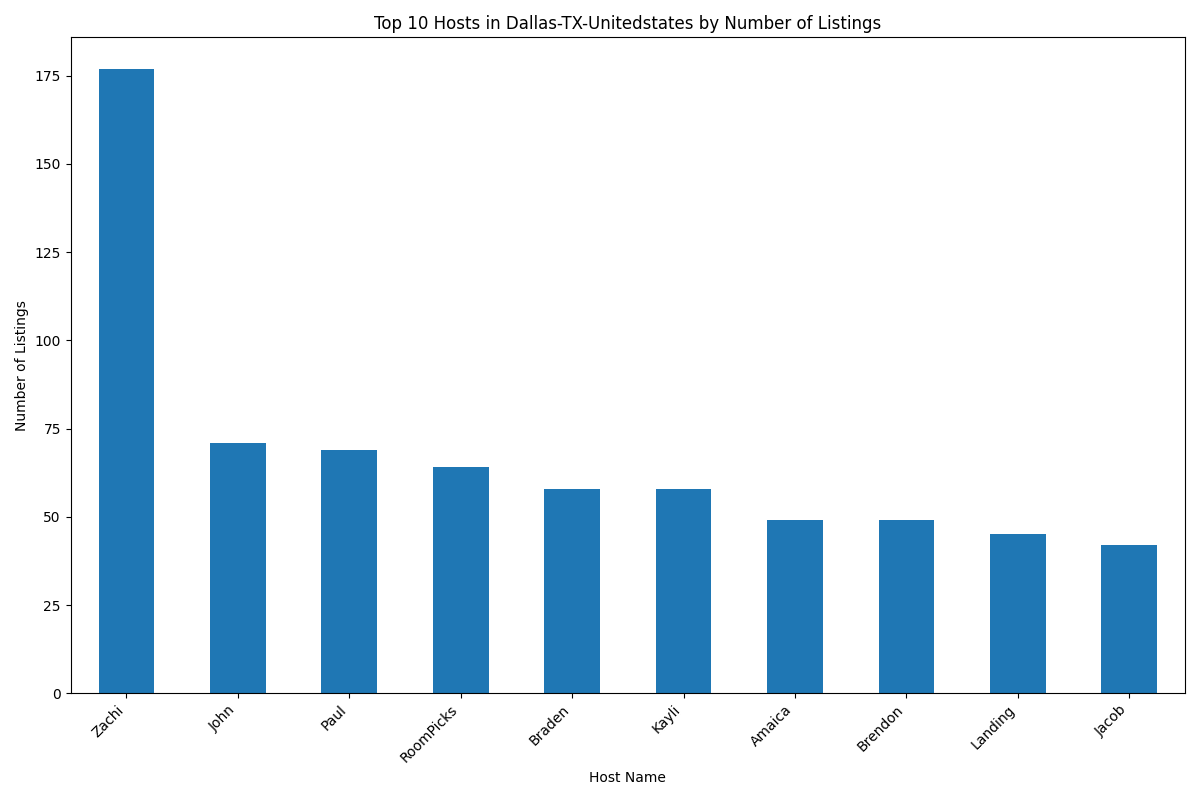 Top 10 Hosts in Dallas-TX-Unitedstates by Number of Listings
Number of Listings
175
150
125
100
75
50
25
0
Zachi
John
Paul
RoomPicks
Braden
Kayli
Amaica
Brendon
Landing
Jacob
Host Name